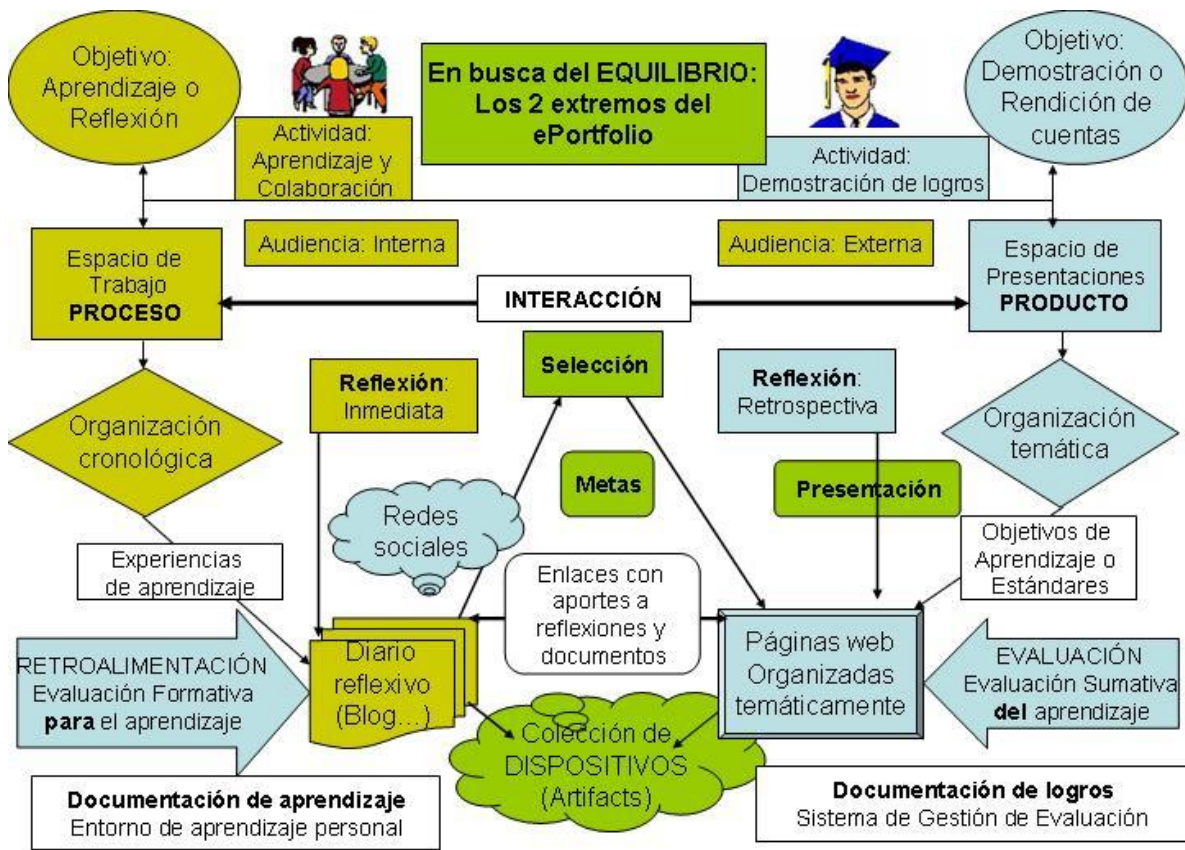 Objetivo:
Aprendizaje o
Reflexión
En busca del EQUILIBRIO:
Los 2 extremos del
ePortfolio
Objetivo:
Demostración o
Rendición de
cuentas
Actividad:
Aprendizaje y
Colaboración
Actividad:
Demostración de logros
Audiencia: Interna
Audiencia: Externa
Espacio de
Trabajo
PROCESO
INTERACCIÓN
Espacio de
Presentaciones
PRODUCTO
Reflexión:
Inmediata
Selección
Reflexión:
Retrospectiva
Organización
cronológica
Organización
temática
Metas
Presentación
Redes
sociales
Experiencias
de aprendizaje
Enlaces con
aportes a
reflexiones y
documentos
Objetivos de
Aprendizaje o
Estándares
RETROALIMENTACIÓN
Evaluación Formativa
para el aprendizaje
Diario
reflexivo
(Blog...)
Páginas web
Organizadas
temáticamente
EVALUACIÓN
Evaluación Sumativa
del aprendizaje
Colección de
DISPOSITIVOS
(Artifacts)
Documentación de aprendizaje
Entorno de aprendizaje personal
Documentación de logros
Sistema de Gestión de Evaluación